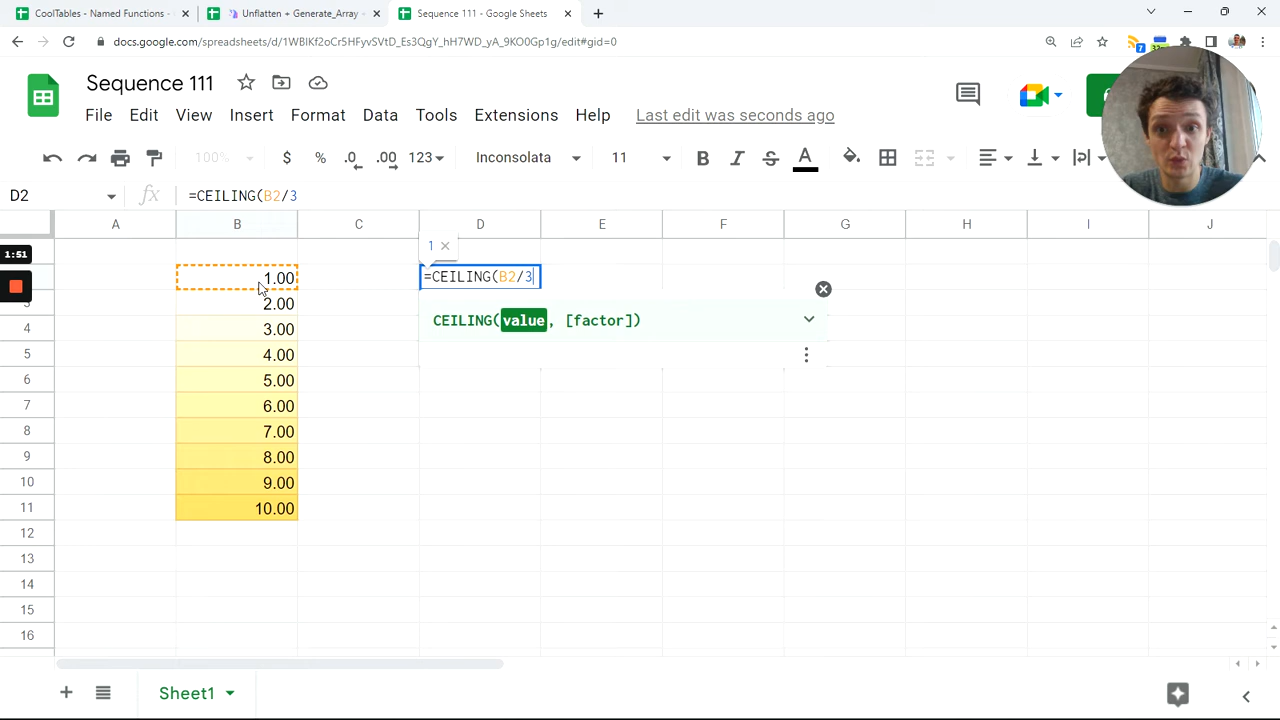 CoolTables - Named Functions -
Unflatten + Generate_Array
Sequence 111 - Google Sheets
docs.google.com/spreadsheets/d/1WBlKf2oCr5HFyvSVtD_Es3QgY_hH7WD_yA_9KO0Gp1g/edit#gid=0
7
Sequence 111
File Edit View Insert Format Data Tools Extensions Help Last edit was seconds ago
100% $ % .0 .00 123 Inconsolata 11 B I S A
D2 fx =CEILING(B2/3
A B C D E F G H I J
1 ×
1:51
1.00 =CEILING(B2/3
3 2.00
CEILING(value, [factor])
4 3.00
5 4.00
6 5.00
7 6.00
8 7.00
9 8.00
10 9.00
11 10.00
12
13
14
15
16
Sheet1